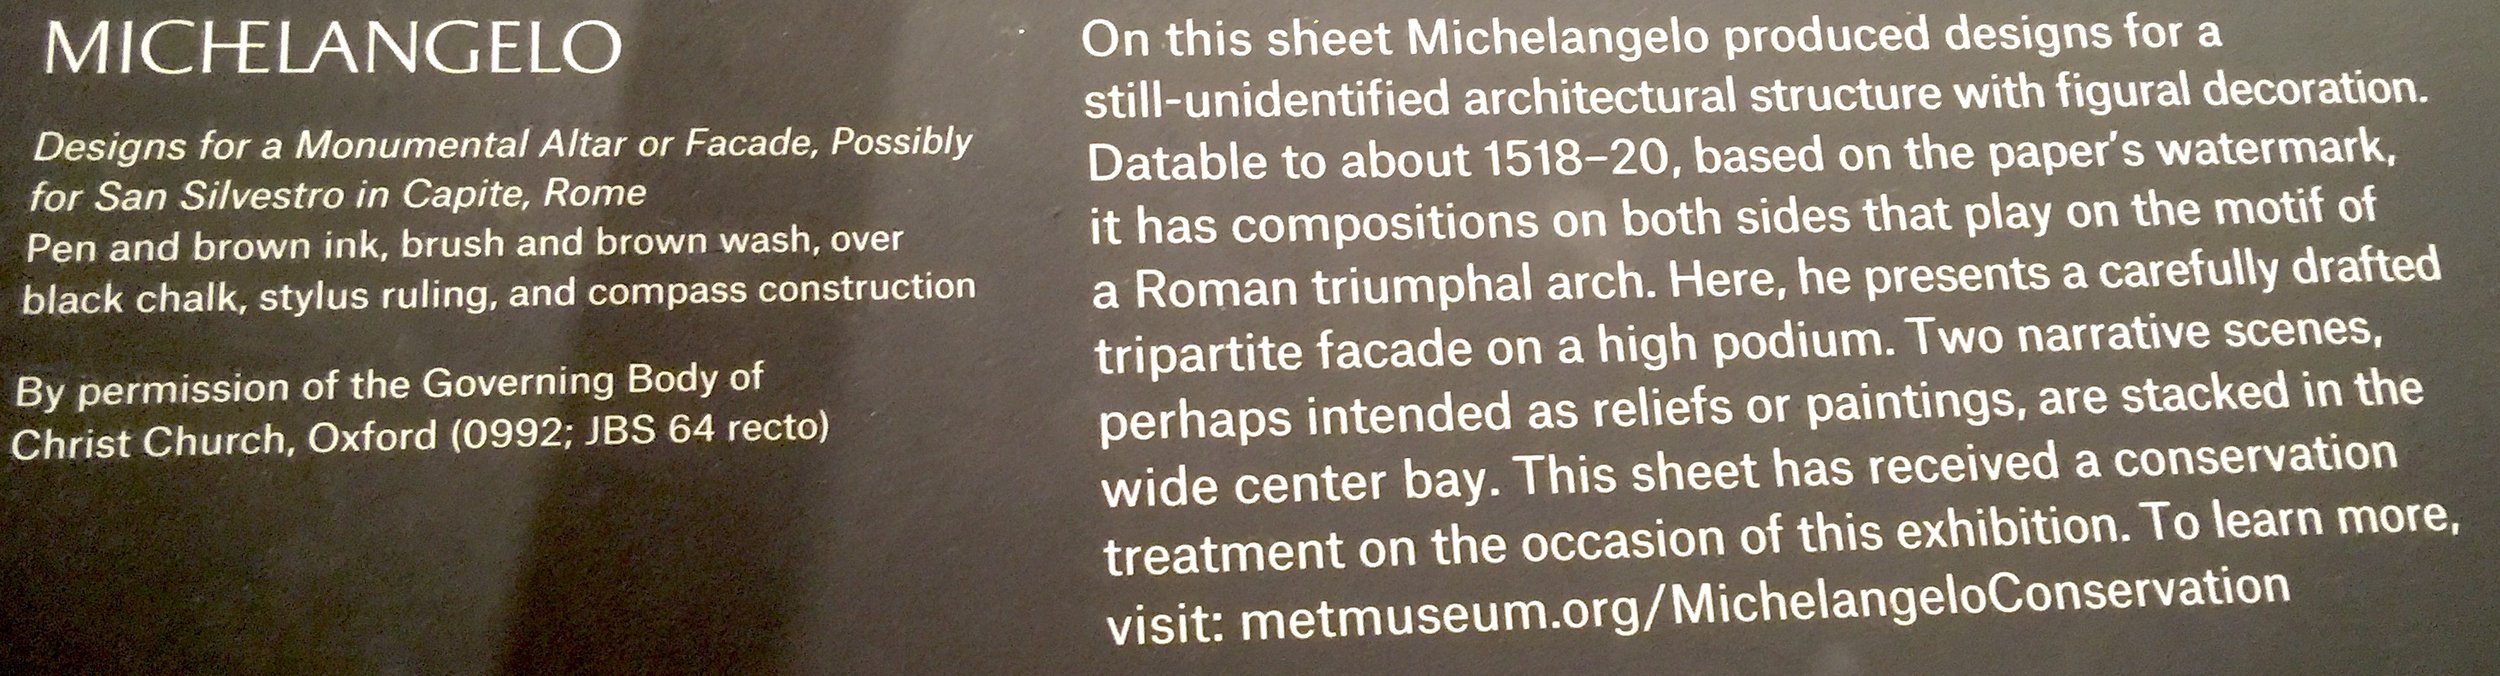 MICHELANGELO
Designs for a Monumental Altar or Facade, Possibly
for San Silvestro in Capite, Rome
Pen and brown ink, brush and brown wash, over
black chalk, stylus ruling, and compass construction
By permission of the Governing Body of
Christ Church, Oxford (0992; JBS 64 recto)
On this sheet Michelangelo produced designs for a
still-unidentified architectural structure with figural decoration.
Datable to about 1518–20, based on the paper's watermark,
it has compositions on both sides that play on the motif of
a Roman triumphal arch. Here, he presents a carefully drafted
tripartite facade on a high podium. Two narrative scenes,
perhaps intended as reliefs or paintings, are stacked in the
wide center bay. This sheet has received a conservation
treatment on the occasion of this exhibition. To learn more,
visit: metmuseum.org/MichelangeloConservation